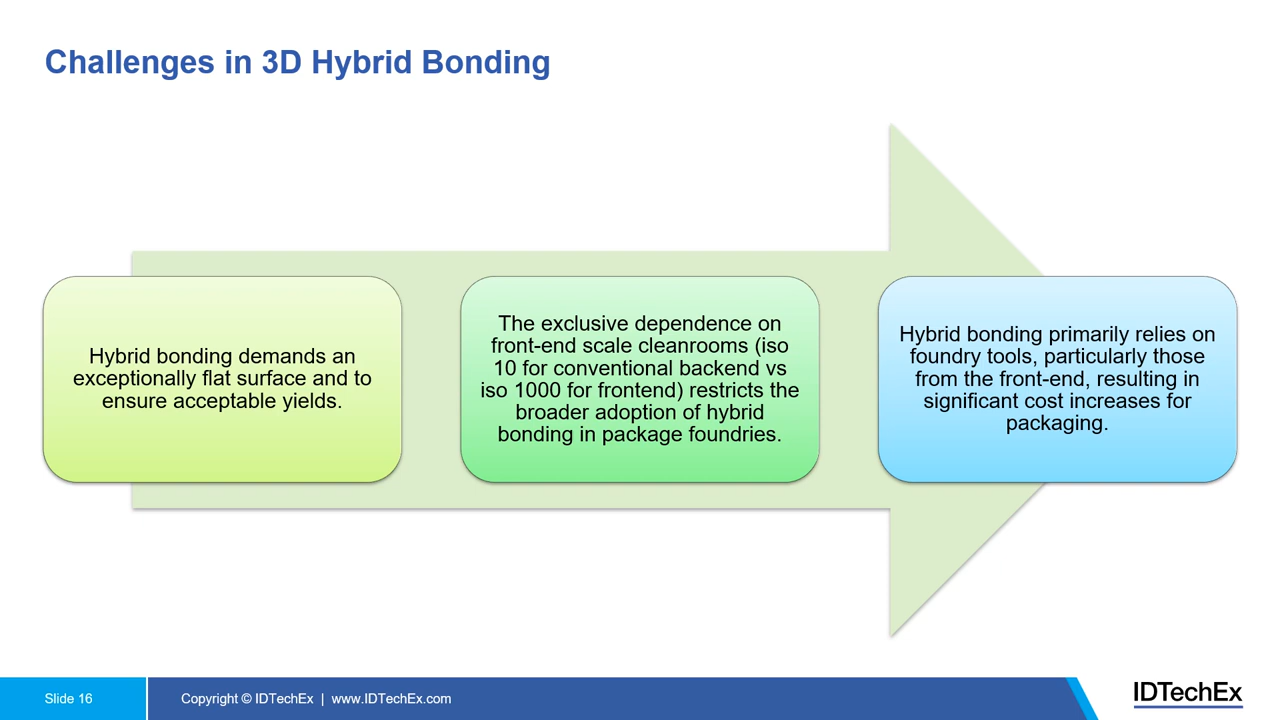 Challenges in 3D Hybrid Bonding
Hybrid bonding demands an
exceptionally flat surface and to
ensure acceptable yields.
The exclusive dependence on
front-end scale cleanrooms (iso
10 for conventional backend vs
iso 1000 for frontend) restricts the
broader adoption of hybrid
bonding in package foundries.
Hybrid bonding primarily relies on
foundry tools, particularly those
from the front-end, resulting in
significant cost increases for
packaging.
Slide 16
Copyright © IDTechEx | www.IDTechEx.com
IDTechEx